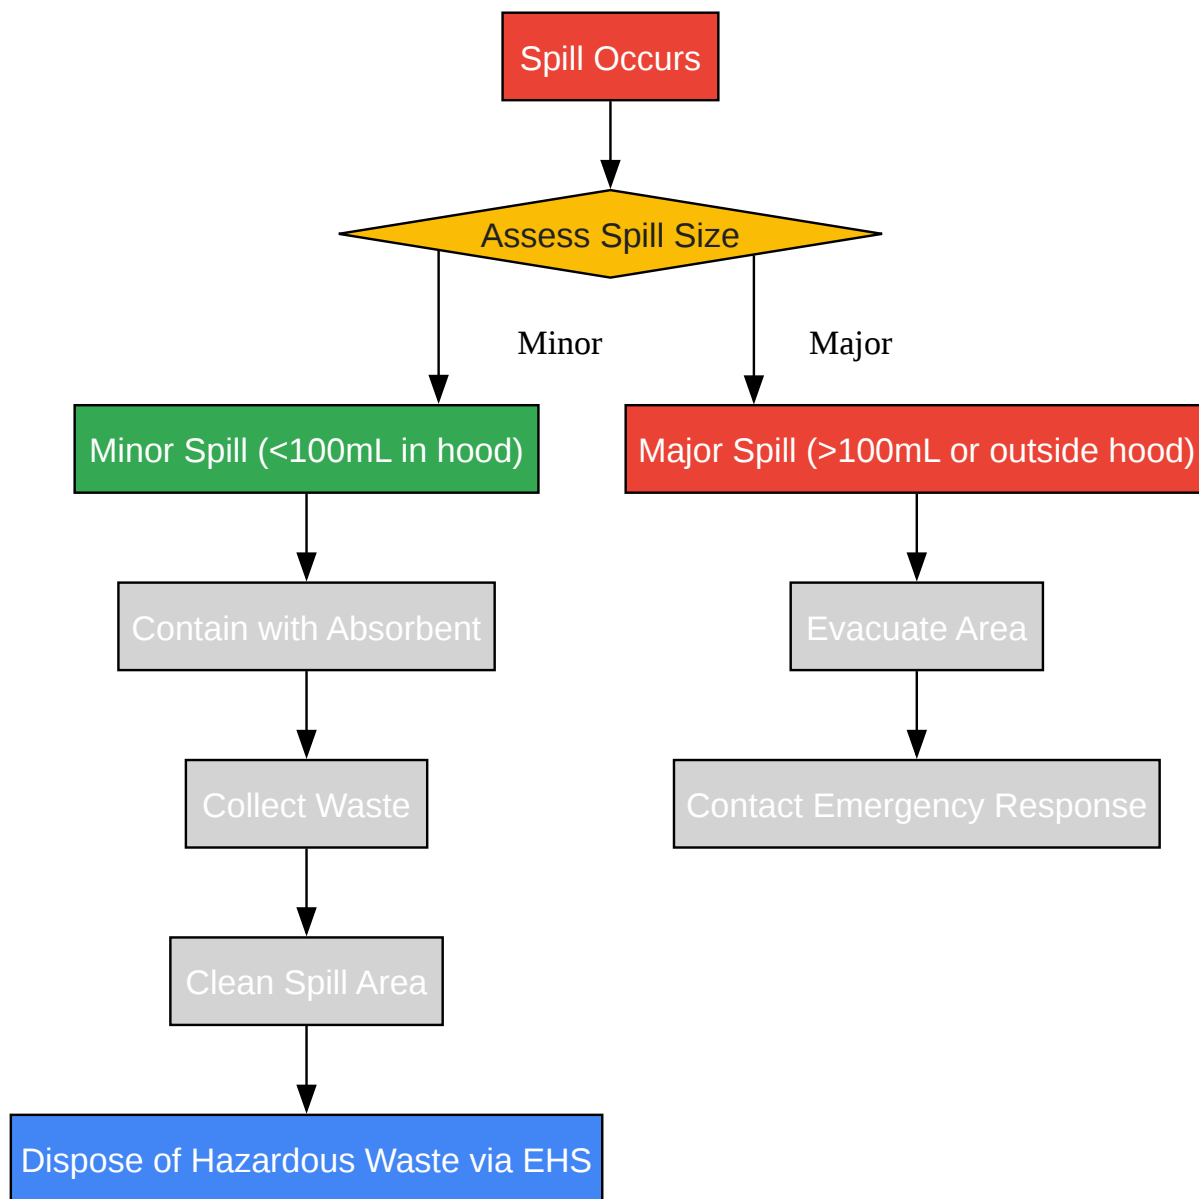 Spill Occurs
Assess Spill Size
Minor
Major
Minor Spill (<100mL in hood)
Major Spill (>100mL or outside hood)
Contain with Absorbent
Evacuate Area
Collect Waste
Contact Emergency Response
Clean Spill Area
Dispose of Hazardous Waste via EHS